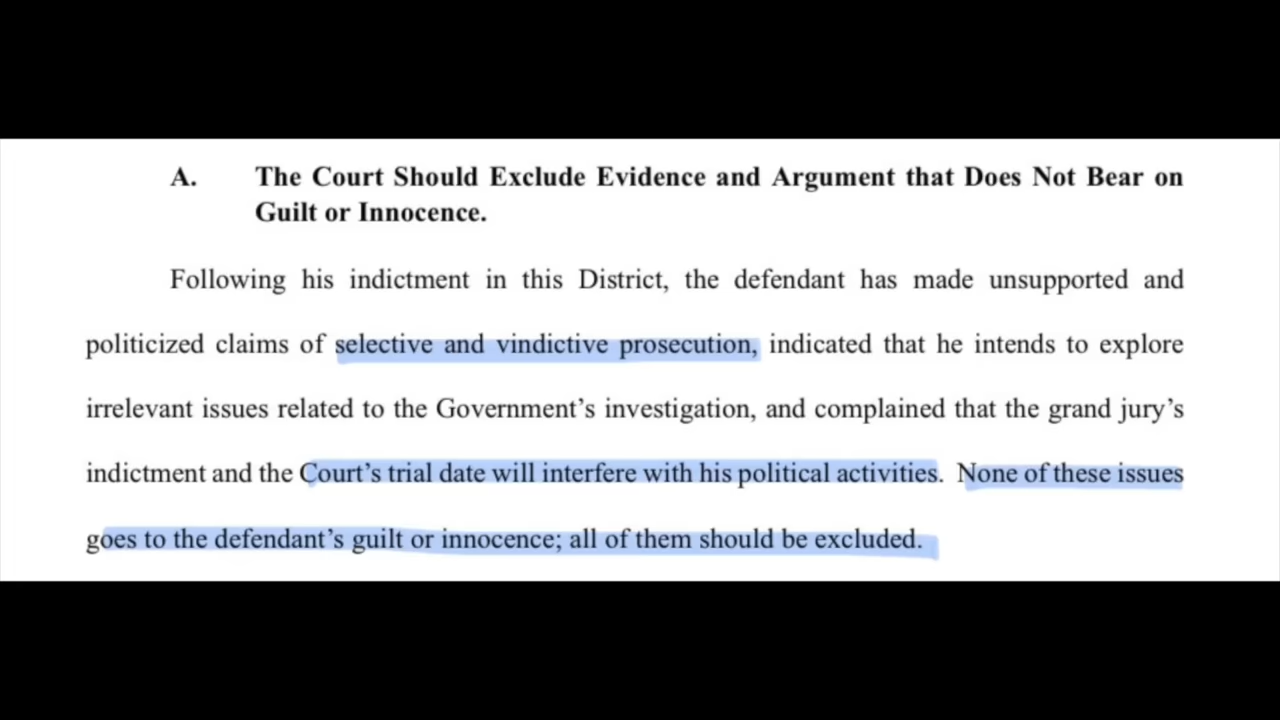 A. The Court Should Exclude Evidence and Argument that Does Not Bear on
Guilt or Innocence.
Following his indictment in this District, the defendant has made unsupported and
politicized claims of selective and vindictive prosecution, indicated that he intends to explore
irrelevant issues related to the Government’s investigation, and complained that the grand jury’s
indictment and the Court’s trial date will interfere with his political activities. None of these issues
goes to the defendant’s guilt or innocence; all of them should be excluded.